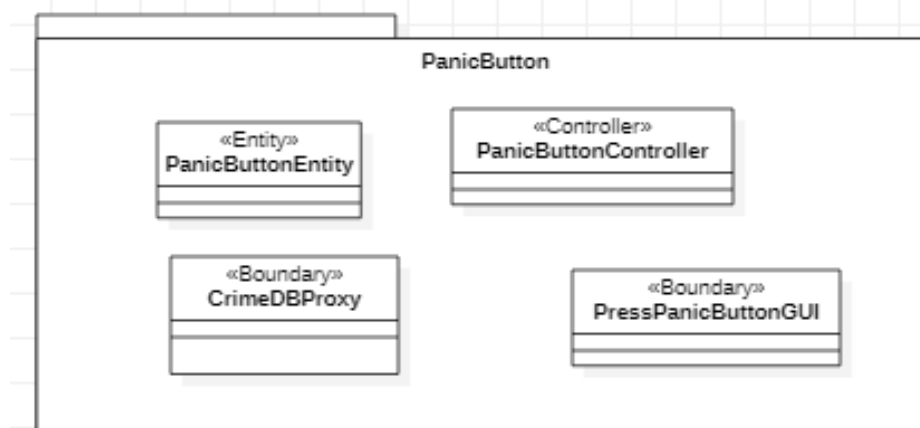 PanicButton
«Entity»
PanicButtonEntity
«Controller»
PanicButtonController
«Boundary»
CrimeDBProxy
«Boundary»
PressPanicButtonGUI